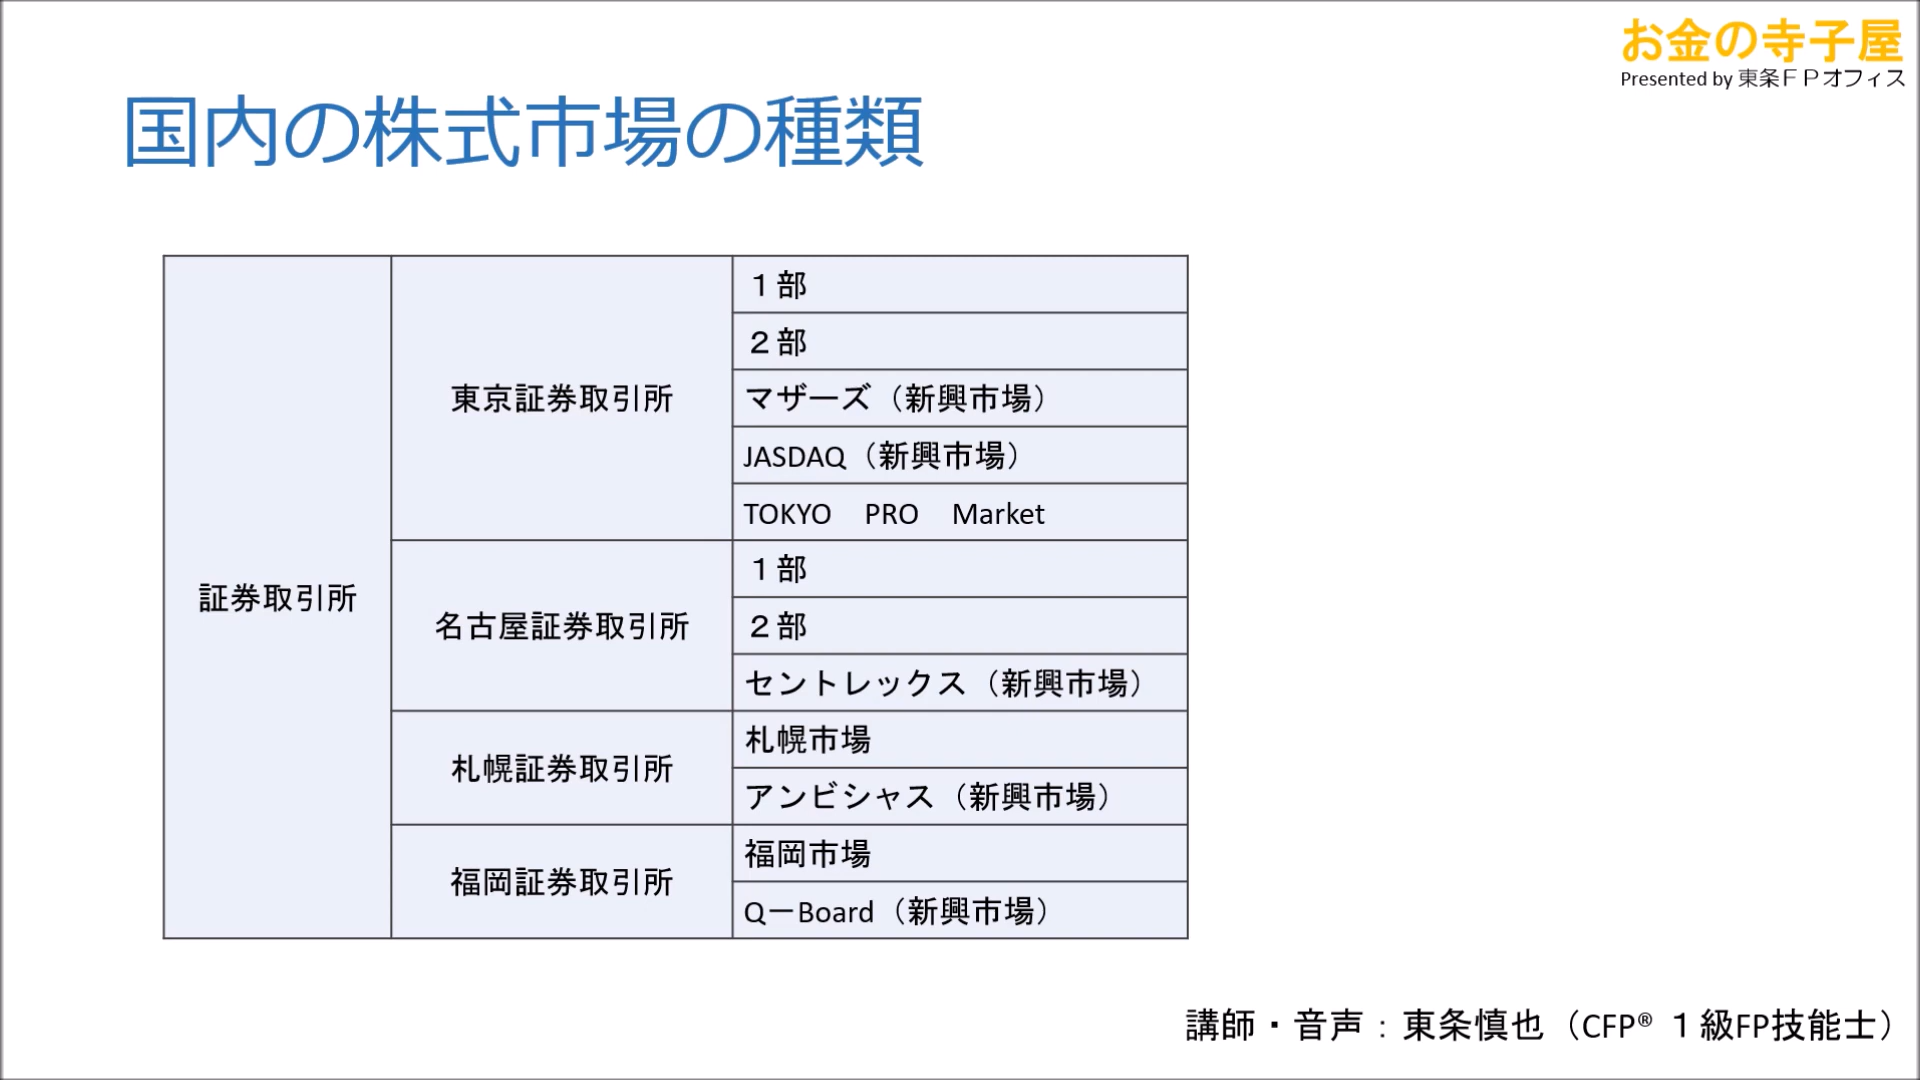 お金の寺子屋
Presented by 東条ＦＰオフィス
国内の株式市場の種類
証券取引所
東京証券取引所
１部
２部
マザーズ（新興市場）
JASDAQ（新興市場）
TOKYO　PRO　Market
名古屋証券取引所
１部
２部
セントレックス（新興市場）
札幌証券取引所
札幌市場
アンビシャス（新興市場）
福岡証券取引所
福岡市場
QーBoard（新興市場）
講師・音声：東条慎也（CFP® １級FP技能士）